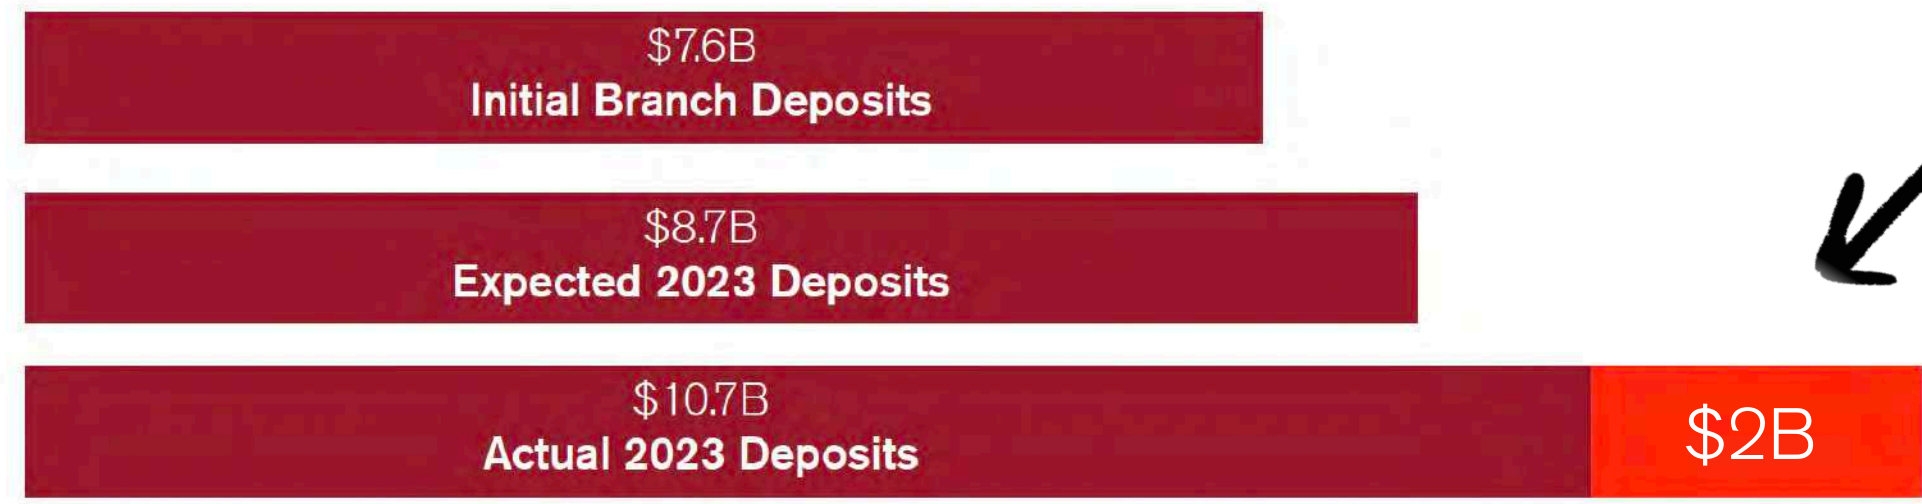 $7.6B
Initial Branch Deposits
$8.7B
Expected 2023 Deposits
$10.7B
Actual 2023 Deposits
$2B